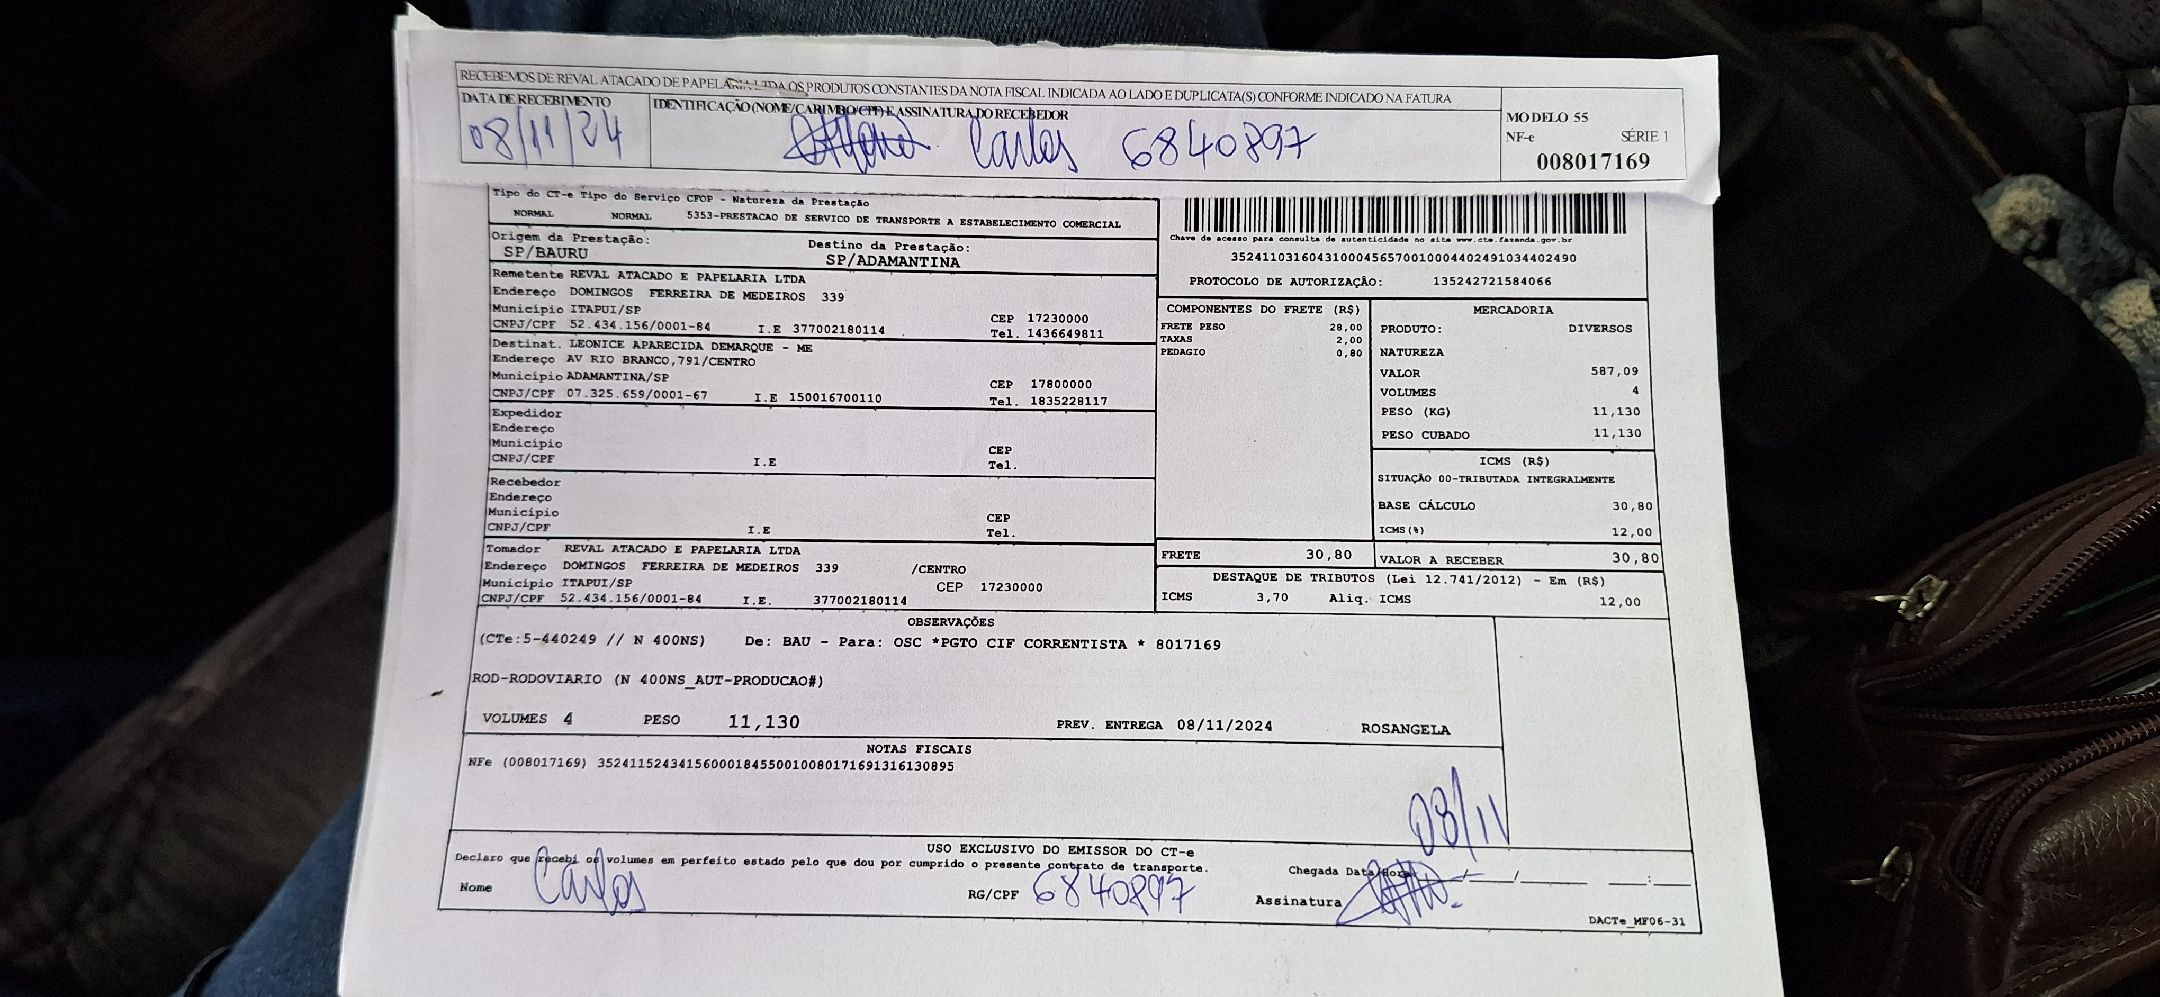 RECEBEMOS DE REVAL ATACADO DE PAPELARIA LTDA OS PRODUTOS CONSTANTES DA NOTA FISCAL INDICADA AO LADO E DUPLICATA(S) CONFORME INDICADO NA FATURA
DATA DE RECEBIMENTO
08/11/24
IDENTIFICAÇÃO (NOME/CARIMBO/CPF) E ASSINATURA DO RECEBEDOR
Carlos 6840897
MODELO 55
NF-e SÉRIE 1
008017169
Tipo do CT-e Tipo do Serviço CFOP - Natureza da Prestação
NORMAL NORMAL 5353-PRESTACAO DE SERVICO DE TRANSPORTE A ESTABELECIMENTO COMERCIAL
Origem da Prestação: Destino da Prestação:
SP/BAURU SP/ADAMANTINA
Chave de acesso para consulta de autenticidade no site www.cte.fazenda.gov.br
35241103160431000456570010004402491034402490
PROTOCOLO DE AUTORIZAÇÃO: 135242721584066
Remetente REVAL ATACADO E PAPELARIA LTDA
Endereço DOMINGOS FERREIRA DE MEDEIROS 339
Município ITAPUI/SP CEP 17230000
CNPJ/CPF 52.434.156/0001-84 I.E 377002180114 Tel. 1436649811
Destinat. LEONICE APARECIDA DEMARQUE - ME
Endereço AV RIO BRANCO,791/CENTRO
Município ADAMANTINA/SP CEP 17800000
CNPJ/CPF 07.325.659/0001-67 I.E 150016700110 Tel. 1835228117
Expedidor
Endereço
Município CEP
CNPJ/CPF I.E Tel.
Recebedor
Endereço
Município CEP
CNPJ/CPF I.E Tel.
Tomador REVAL ATACADO E PAPELARIA LTDA
Endereço DOMINGOS FERREIRA DE MEDEIROS 339 /CENTRO
Município ITAPUI/SP CEP 17230000
CNPJ/CPF 52.434.156/0001-84 I.E. 377002180114
COMPONENTES DO FRETE (R$)
FRETE PESO 28,00
TAXAS 2,00
PEDAGIO 0,80
MERCADORIA
PRODUTO: DIVERSOS
NATUREZA
VALOR 587,09
VOLUMES 4
PESO (KG) 11,130
PESO CUBADO 11,130
ICMS (R$)
SITUAÇÃO 00-TRIBUTADA INTEGRALMENTE
BASE CÁLCULO 30,80
ICMS(%) 12,00
FRETE 30,80 VALOR A RECEBER 30,80
DESTAQUE DE TRIBUTOS (Lei 12.741/2012) - Em (R$)
ICMS 3,70 Aliq. ICMS 12,00
OBSERVAÇÕES
(CTe:5-440249 // N 400NS) De: BAU - Para: OSC *PGTO CIF CORRENTISTA * 8017169
ROD-RODOVIARIO (N 400NS_AUT-PRODUCAO#)
VOLUMES 4 PESO 11,130 PREV. ENTREGA 08/11/2024 ROSANGELA
NOTAS FISCAIS
NFe (008017169) 35241152434156000184550010080171691316130895
08/11
USO EXCLUSIVO DO EMISSOR DO CT-e
Declaro que recebi os volumes em perfeito estado pelo que dou por cumprido o presente contrato de transporte.
Chegada Data/Hora
Nome Carlos RG/CPF 6840897 Assinatura
DACTe_MF06-31